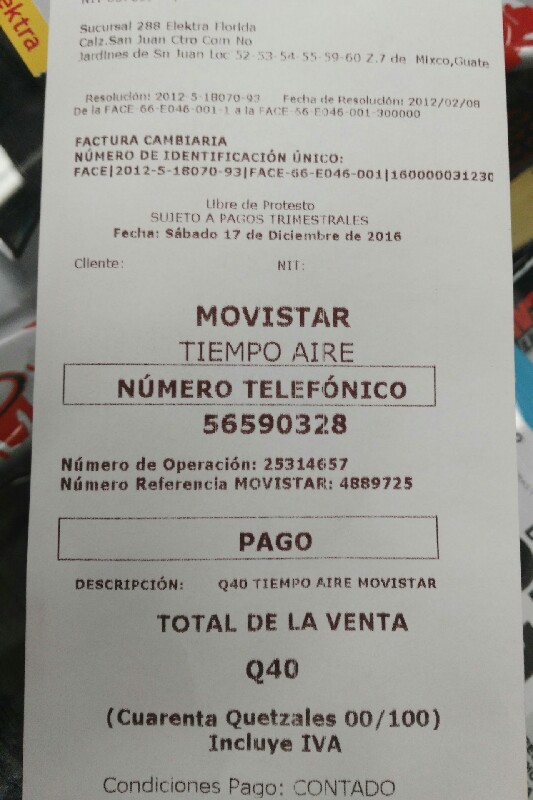 ektra
Sucursal 288 Elektra Florida
Calz.San Juan Ctro Com No
Jardines de Sn Juan Loc 52-53-54-55-59-60 Z.7 de Mixco,Guate
Resolución: 2012-5-18070-93 Fecha de Resolución: 2012/02/08
De la FACE-66-E046-001-1 a la FACE-66-E046-001-300000
FACTURA CAMBIARIA
NÚMERO DE IDENTIFICACIÓN ÚNICO:
FACE|2012-5-18070-93|FACE-66-E046-001|160000031230
Libre de Protesto
SUJETO A PAGOS TRIMESTRALES
Fecha: Sábado 17 de Diciembre de 2016
Cliente: NIT:
MOVISTAR
TIEMPO AIRE
NÚMERO TELEFÓNICO
56590328
Número de Operación: 25314657
Número Referencia MOVISTAR: 4889725
PAGO
DESCRIPCIÓN: Q40 TIEMPO AIRE MOVISTAR
TOTAL DE LA VENTA
Q40
(Cuarenta Quetzales 00/100)
Incluye IVA
Condiciones Pago: CONTADO